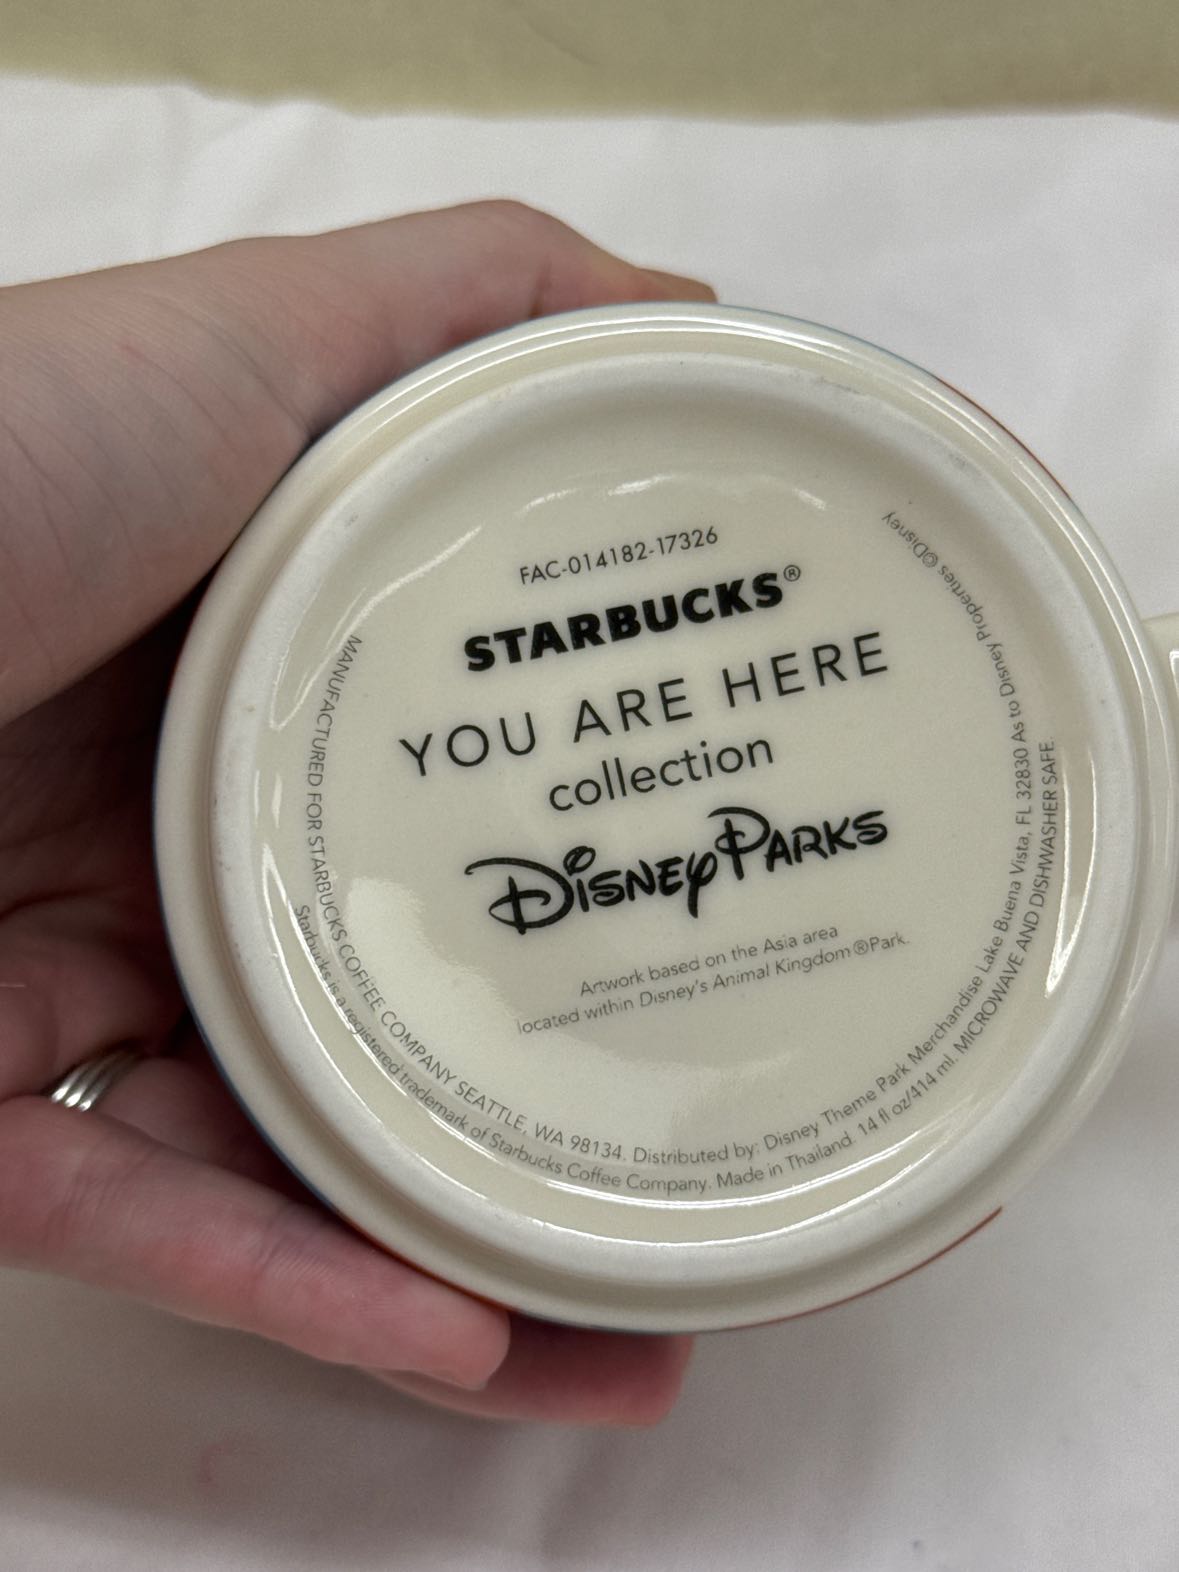 FAC-014182-17326
STARBUCKS®
YOU ARE HERE
collection
Disney Parks
Artwork based on the Asia area
located within Disney's Animal Kingdom®Park.
MANUFACTURED FOR STARBUCKS COFFEE COMPANY SEATTLE, WA 98134. Distributed by: Disney Theme Park Merchandise Lake Buena Vista, FL 32830 As to Disney Properties ©Disney
Starbucks is a registered trademark of Starbucks Coffee Company. Made in Thailand. 14 fl oz/414 ml. MICROWAVE AND DISHWASHER SAFE.